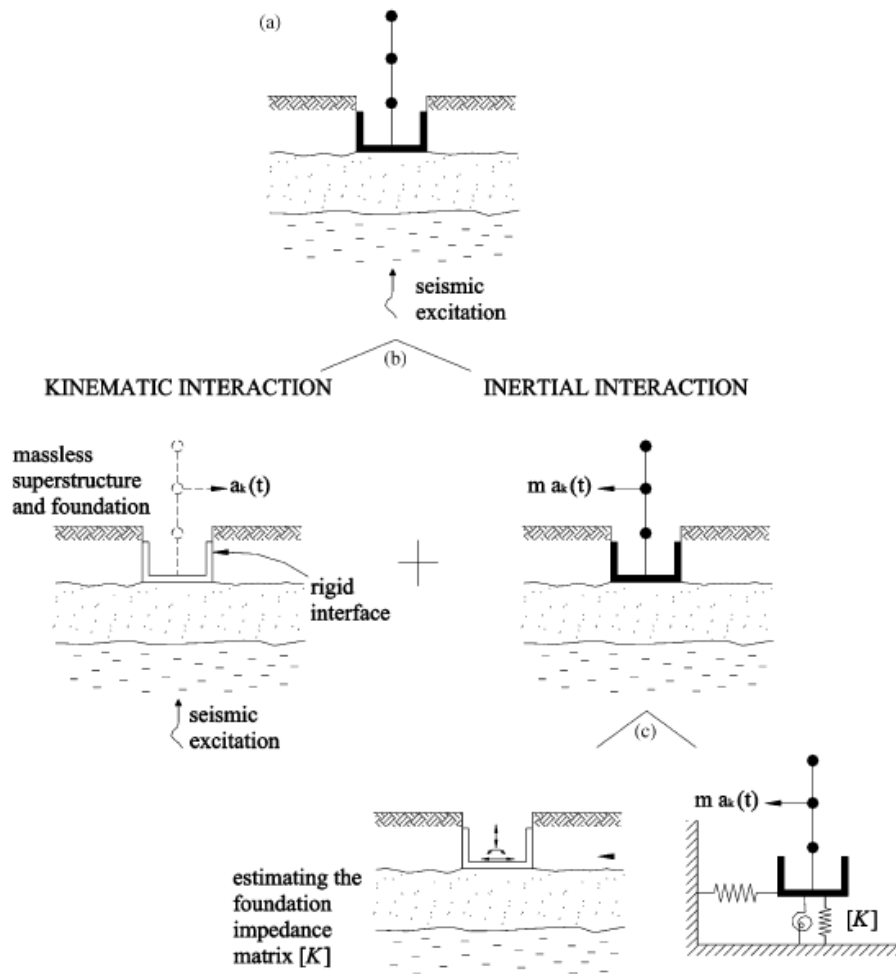 (a)
seismic
excitation
(b)
KINEMATIC INTERACTION
INERTIAL INTERACTION
massless
superstructure
and foundation
aₖ(t)
m aₖ(t)
rigid
interface
seismic
excitation
(c)
m aₖ(t)
estimating the
foundation
impedance
matrix [K]
[K]